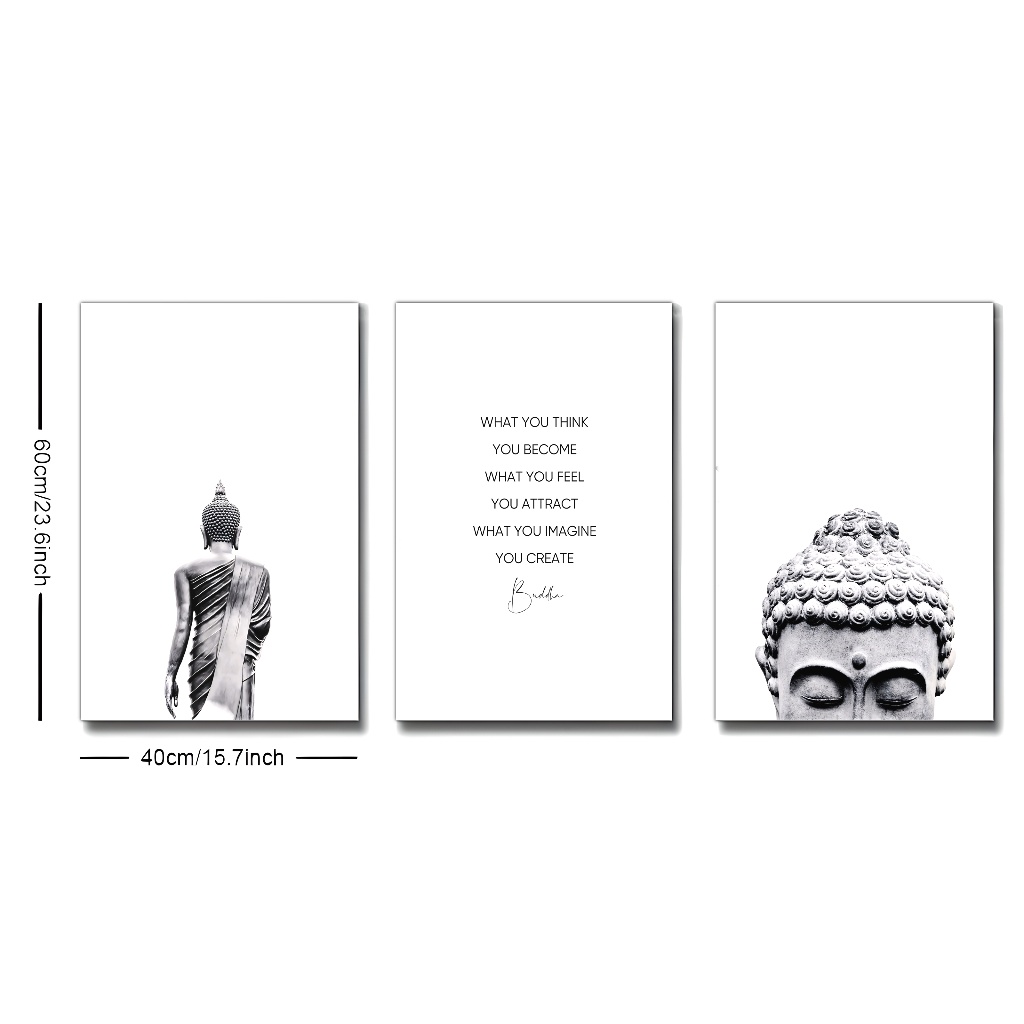 60cm/23.6inch
WHAT YOU THINK
YOU BECOME
WHAT YOU FEEL
YOU ATTRACT
WHAT YOU IMAGINE
YOU CREATE
Buddha
40cm/15.7inch